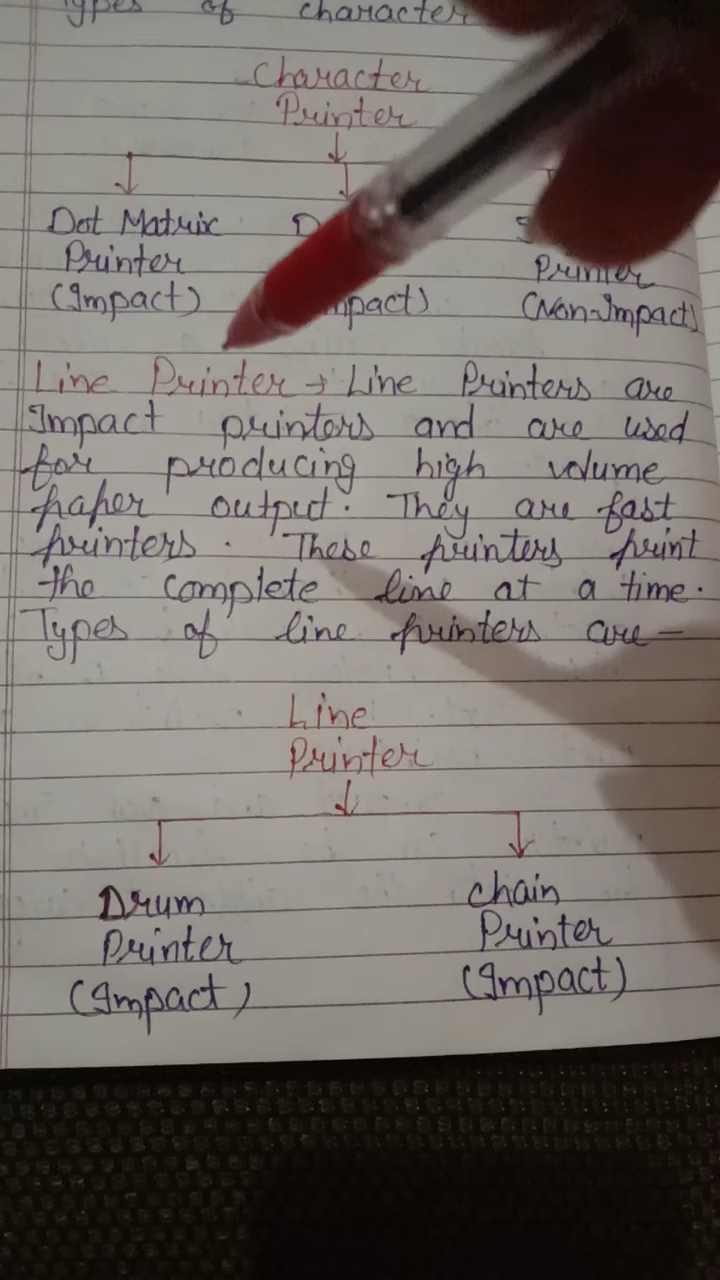 Types of character
Character
Printer
Dot Matrix
Printer
(Impact)
Printer
(Non-Impact)
Line Printer → Line Printers are
Impact printers and are used
for producing high volume
paper output. They are fast
printers. These printers print
the complete line at a time.
Types of line printers are —
Line
Printer
Drum
Printer
(Impact)
chain
Printer
(Impact)